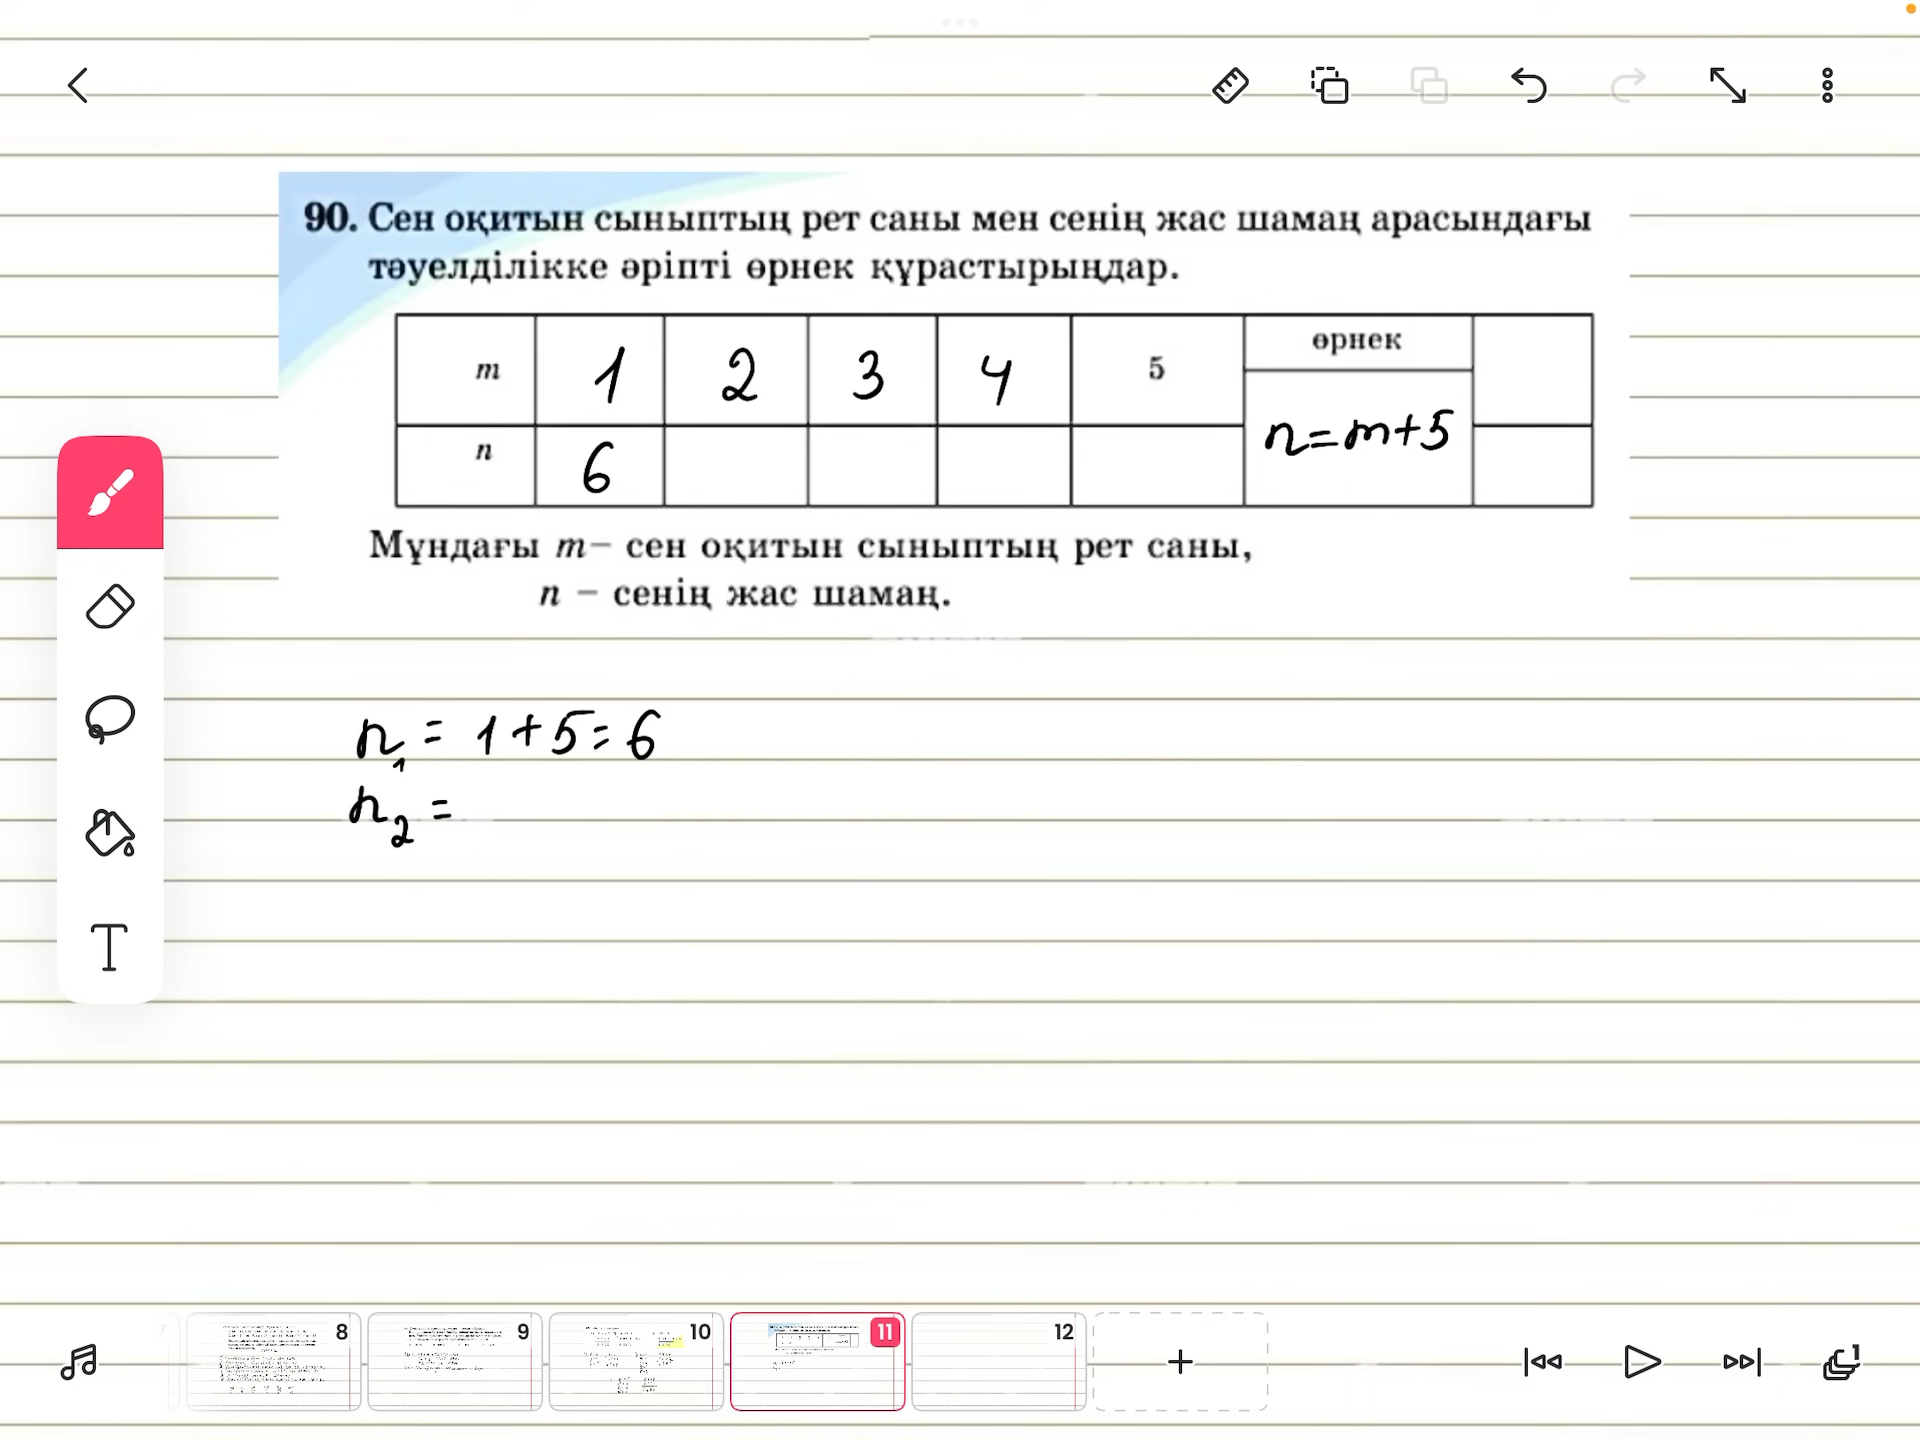 90. Сен оқитын сыныптың рет саны мен сенің жас шамаң арасындағы
тәуелділікке әріпті өрнек құрастырыңдар.
m 1 2 3 4 5 өрнек
n = m + 5
n 6
Мұндағы m – сен оқитын сыныптың рет саны,
n – сенің жас шамаң.
n₁ = 1 + 5 = 6
n₂ =
T
8 9 10 11 12 +
1